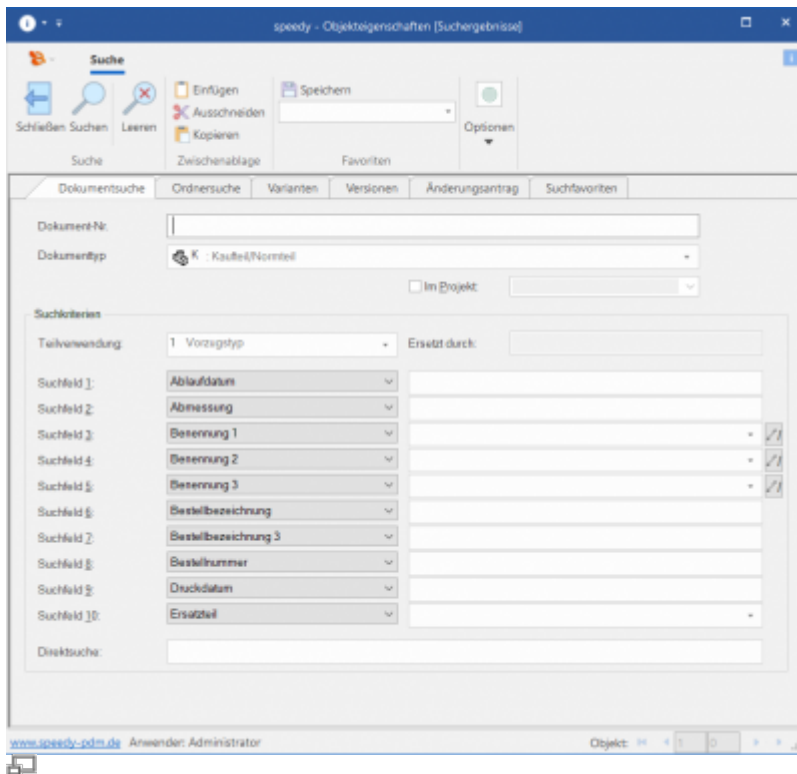 speedy - Objekteigenschaften [Suchergebnisse]
Suche
Einfügen
Speichern
Ausschneiden
Kopieren
Schließen Suchen Leeren
Optionen
Suche Zwischenablage Favoriten
Dokumentsuche Ordnersuche Varianten Versionen Änderungsantrag Suchfavoriten
Dokument-Nr.
Dokumenttyp K : Kaufteil/Normteil
Im Projekt:
Suchkriterien
Teilverwendung: 1 Vorzugstyp Ersetzt durch:
Suchfeld 1: Ablaufdatum
Suchfeld 2: Abmessung
Suchfeld 3: Benennung 1
Suchfeld 4: Benennung 2
Suchfeld 5: Benennung 3
Suchfeld 6: Bestellbezeichnung
Suchfeld 7: Bestellbezeichnung 3
Suchfeld 8: Bestellnummer
Suchfeld 9: Druckdatum
Suchfeld 10: Ersatzteil
Direktsuche:
www.speedy-pdm.de Anwender: Administrator Objekt: 1 0